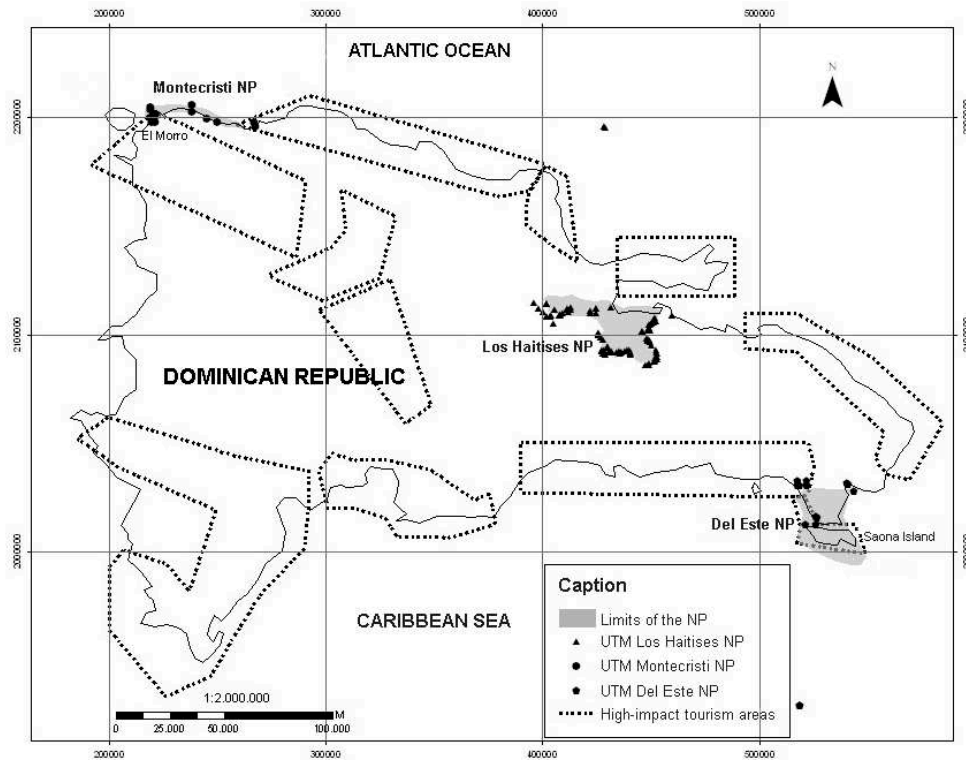 200000 300000 400000 500000
ATLANTIC OCEAN
N
Montecristi NP
2200000
El Morro
2100000
Los Haitises NP
DOMINICAN REPUBLIC
Del Este NP
Saona Island
2000000
CARIBBEAN SEA
Caption
Limits of the NP
UTM Los Haitises NP
UTM Montecristi NP
UTM Del Este NP
High-impact tourism areas
1:2.000.000
M
0 25.000 50.000 100.000
200000 300000 400000 500000